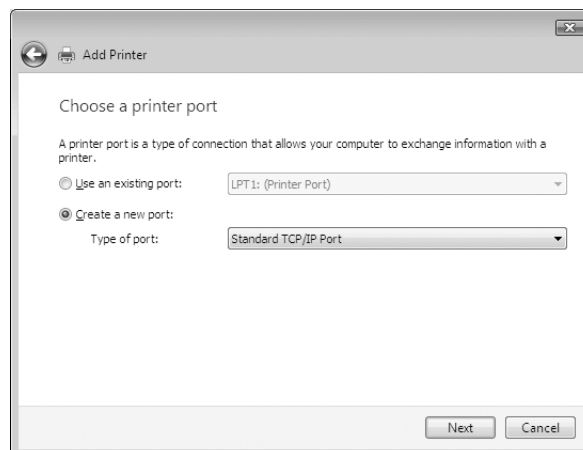 Add Printer
Choose a printer port
A printer port is a type of connection that allows your computer to exchange information with a
printer.
Use an existing port: LPT1: (Printer Port)
Create a new port:
Type of port: Standard TCP/IP Port
Next Cancel